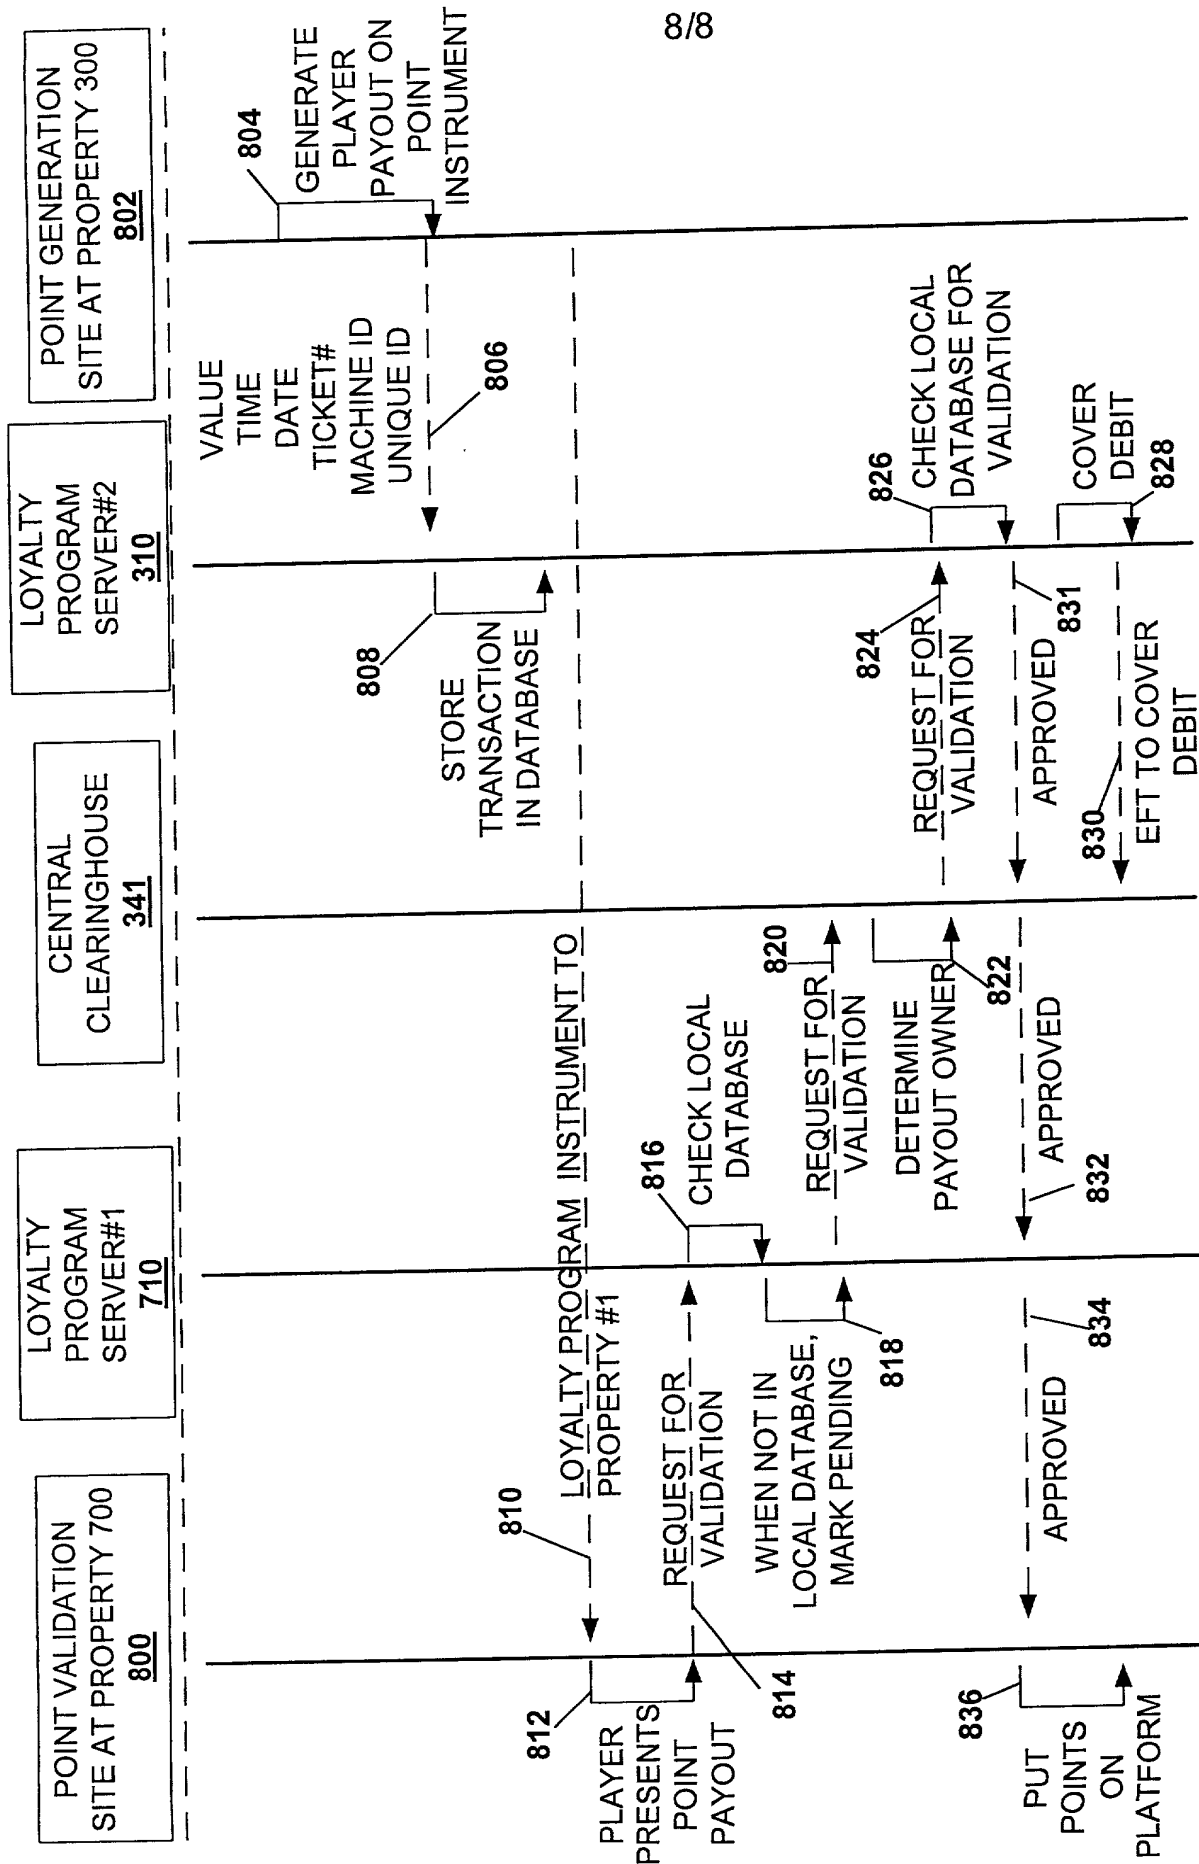 8/8
POINT VALIDATION
SITE AT PROPERTY 700
800
LOYALTY
PROGRAM
SERVER#1
710
CENTRAL
CLEARINGHOUSE
341
LOYALTY
PROGRAM
SERVER#2
310
POINT GENERATION
SITE AT PROPERTY 300
802
804
GENERATE
PLAYER
PAYOUT ON
POINT
INSTRUMENT
VALUE
TIME
DATE
TICKET#
MACHINE ID
UNIQUE ID
806
808
STORE
TRANSACTION
IN DATABASE
810
LOYALTY PROGRAM INSTRUMENT TO
PROPERTY #1
812
PLAYER
PRESENTS
POINT
PAYOUT
814
REQUEST FOR
VALIDATION
816
CHECK LOCAL
DATABASE
WHEN NOT IN
LOCAL DATABASE,
MARK PENDING
818
820
REQUEST FOR
VALIDATION
DETERMINE
PAYOUT OWNER
822
824
REQUEST FOR
VALIDATION
826
CHECK LOCAL
DATABASE FOR
VALIDATION
831
APPROVED
COVER
DEBIT
828
830
EFT TO COVER
DEBIT
APPROVED
832
834
APPROVED
836
PUT
POINTS
ON
PLATFORM